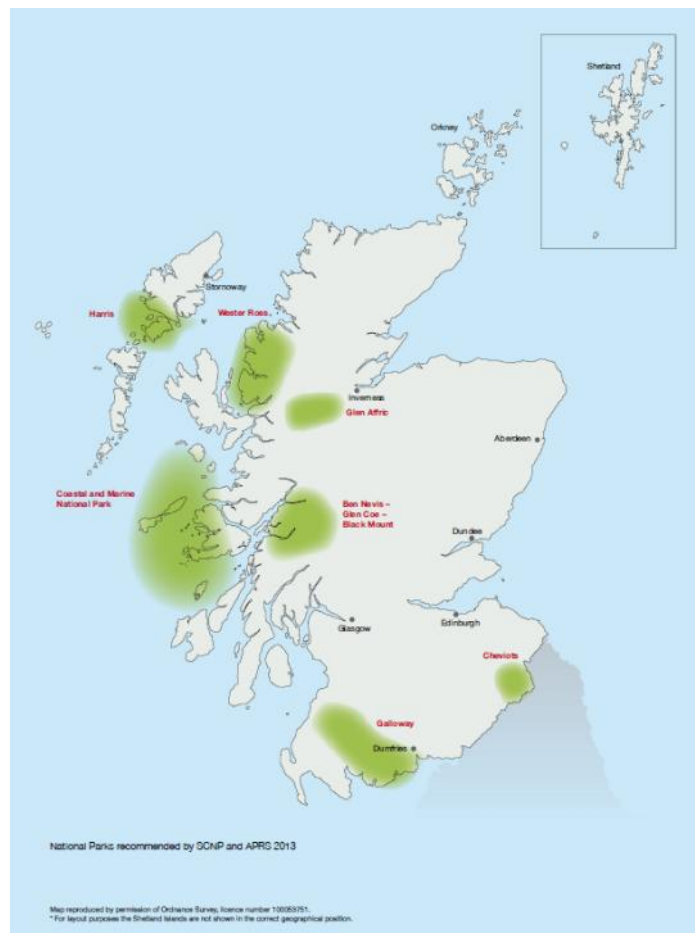 Shetland
Orkney
Stornoway
Harris
Wester Ross
Inverness
Glen Affric
Aberdeen
Coastal and Marine
National Park
Ben Nevis –
Glen Coe –
Black Mount
Dundee
Glasgow
Edinburgh
Cheviots
Galloway
Dumfries
National Parks recommended by SCNP and APRS 2013
Map reproduced by permission of Ordnance Survey, licence number 100053751.
* For layout purposes the Shetland Islands are not shown in the correct geographical position.